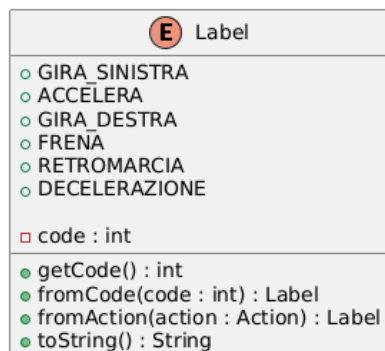 E Label
GIRA_SINISTRA
ACCELERA
GIRA_DESTRA
FRENA
RETROMARCIA
DECELERAZIONE
code : int
getCode() : int
fromCode(code : int) : Label
fromAction(action : Action) : Label
toString() : String